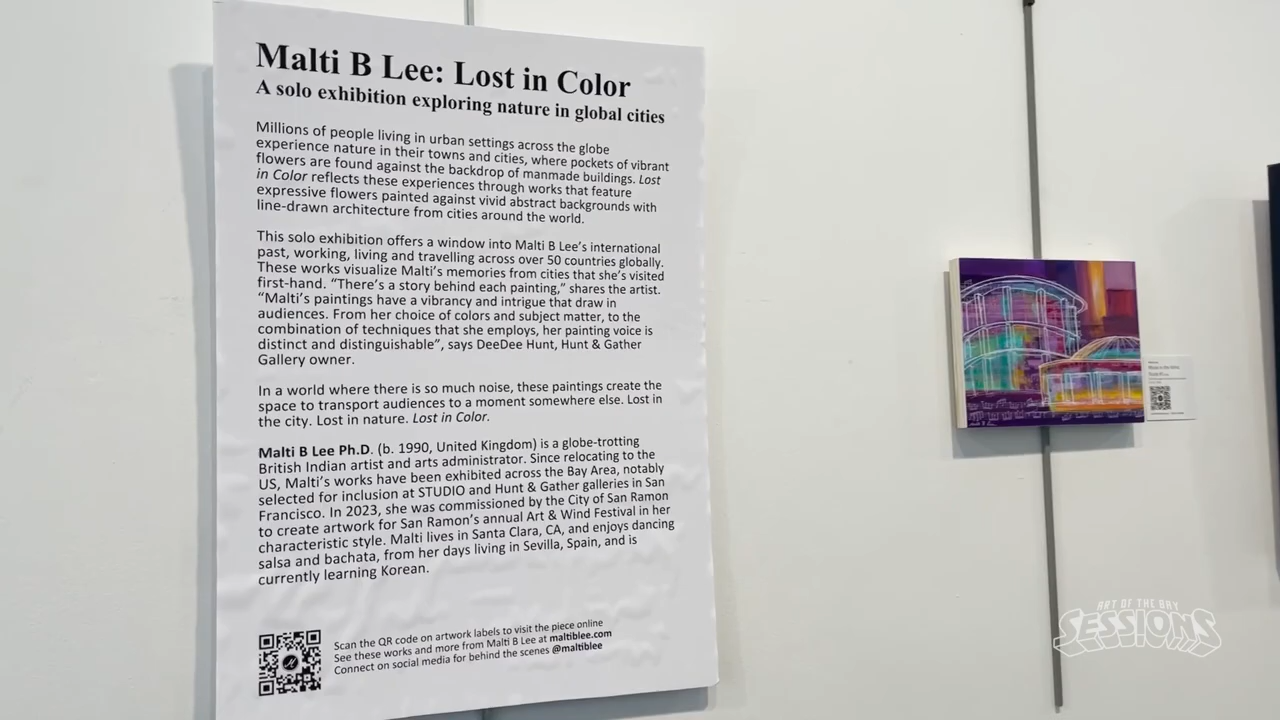 Malti B Lee: Lost in Color
A solo exhibition exploring nature in global cities
Millions of people living in urban settings across the globe
experience nature in their towns and cities, where pockets of vibrant
flowers are found against the backdrop of manmade buildings. Lost
in Color reflects these experiences through works that feature
expressive flowers painted against vivid abstract backgrounds with
line-drawn architecture from cities around the world.
This solo exhibition offers a window into Malti B Lee's international
past, working, living and travelling across over 50 countries globally.
These works visualize Malti's memories from cities that she's visited
first-hand. "There's a story behind each painting," shares the artist.
"Malti's paintings have a vibrancy and intrigue that draw in
audiences. From her choice of colors and subject matter, to the
combination of techniques that she employs, her painting voice is
distinct and distinguishable", says DeeDee Hunt, Hunt & Gather
Gallery owner.
In a world where there is so much noise, these paintings create the
space to transport audiences to a moment somewhere else. Lost in
the city. Lost in nature. Lost in Color.
Malti B Lee Ph.D. (b. 1990, United Kingdom) is a globe-trotting
British Indian artist and arts administrator. Since relocating to the
US, Malti's works have been exhibited across the Bay Area, notably
selected for inclusion at STUDIO and Hunt & Gather galleries in San
Francisco. In 2023, she was commissioned by the City of San Ramon
to create artwork for San Ramon's annual Art & Wind Festival in her
characteristic style. Malti lives in Santa Clara, CA, and enjoys dancing
salsa and bachata, from her days living in Sevilla, Spain, and is
currently learning Korean.
Scan the QR code on artwork labels to visit the piece online
See these works and more from Malti B Lee at maltiblee.com
Connect on social media for behind the scenes @maltiblee
ART OF THE BAY
SESSIONS